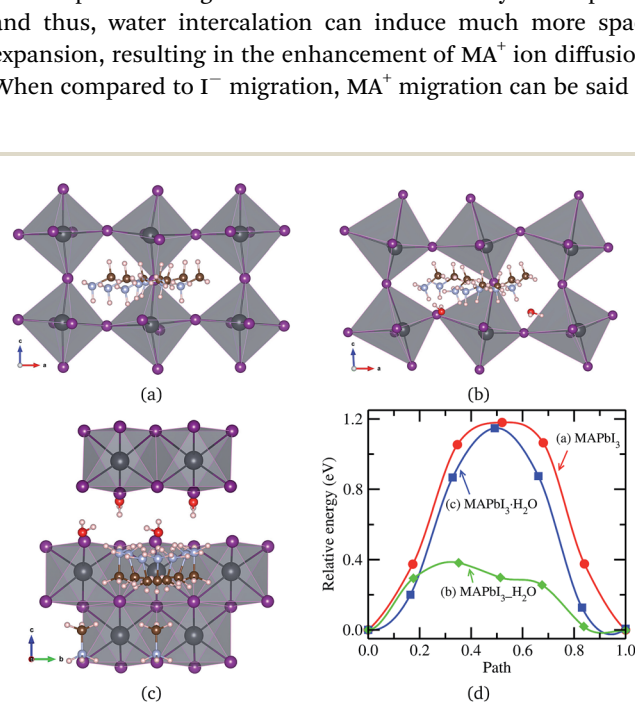 and thus, water intercalation can induce much more spa
expansion, resulting in the enhancement of MA⁺ ion diffusio
When compared to I⁻ migration, MA⁺ migration can be said
c
a
(a)
c
a
(b)
c
b
(c)
1.2
0.8
0.4
0.0
Relative energy (eV)
(a) MAPbI₃
(c) MAPbI₃·H₂O
(b) MAPbI₃_H₂O
0.0 0.2 0.4 0.6 0.8 1.0
Path
(d)